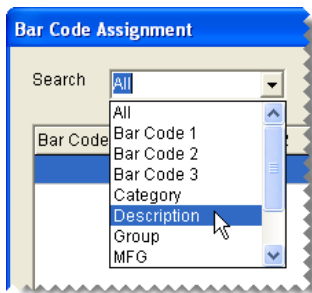 Bar Code Assignment
Search All
All
Bar Code 1
Bar Code 2
Bar Code 3
Category
Description
Group
MFG
Bar Code